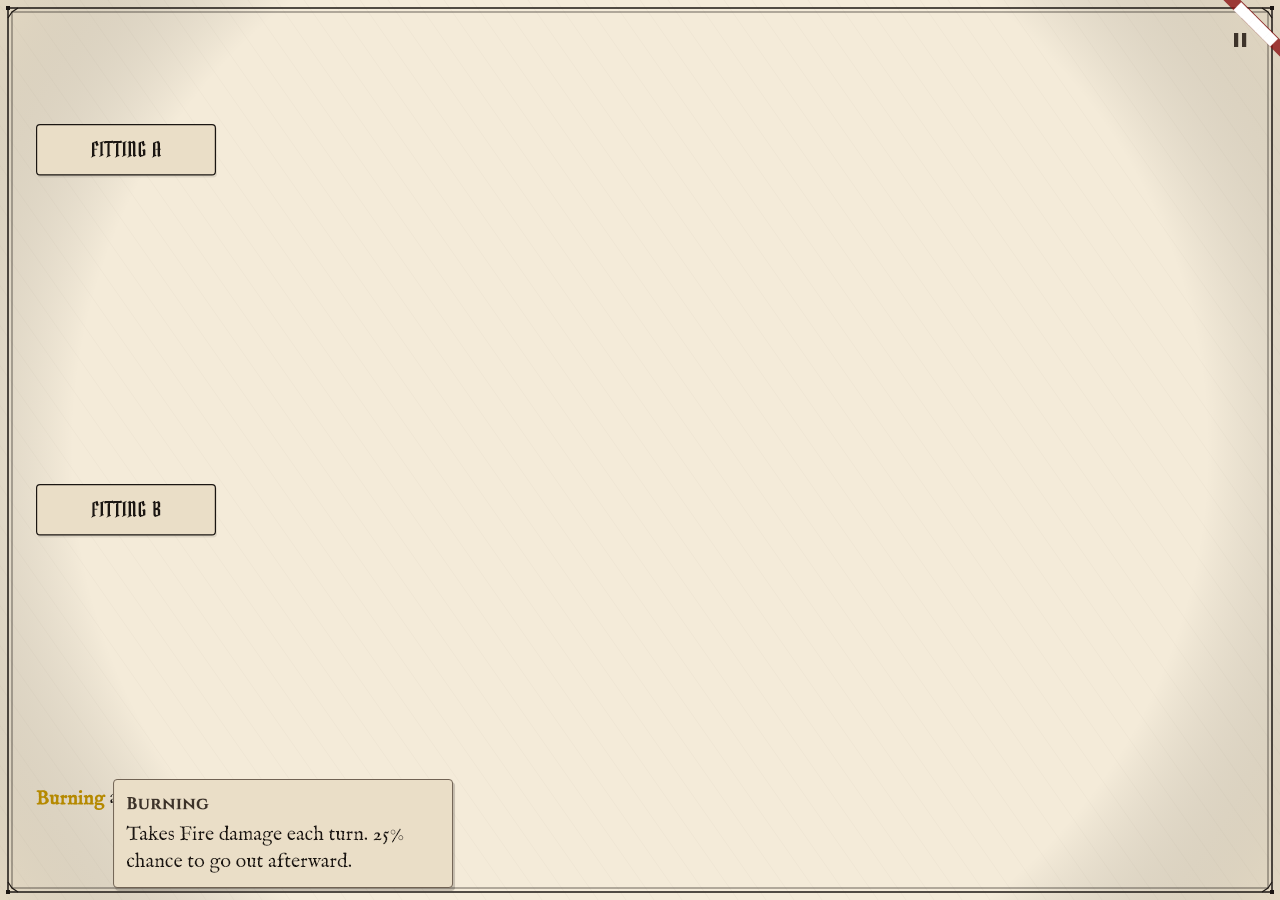 FITTING A
FITTING B
Burning
Burning
Takes Fire damage each turn. 25%
chance to go out afterward.